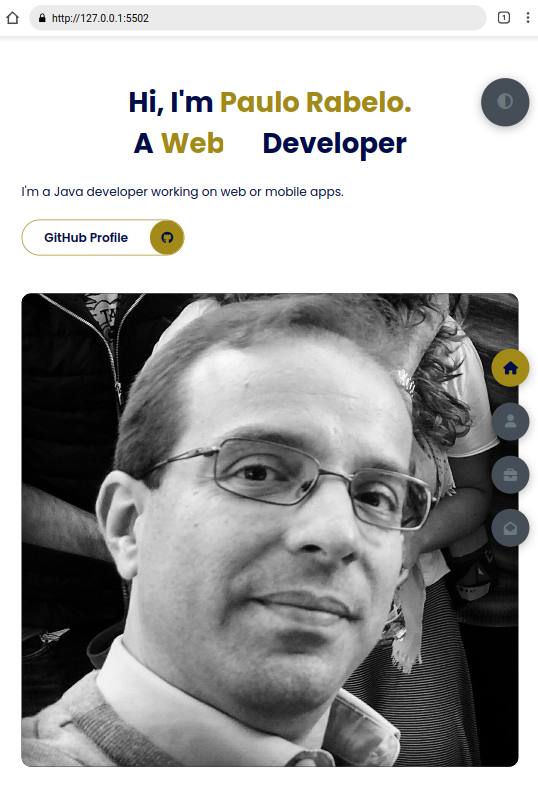 http://127.0.0.1:5502
1
Hi, I'm Paulo Rabelo.
A Web Developer
I'm a Java developer working on web or mobile apps.
GitHub Profile